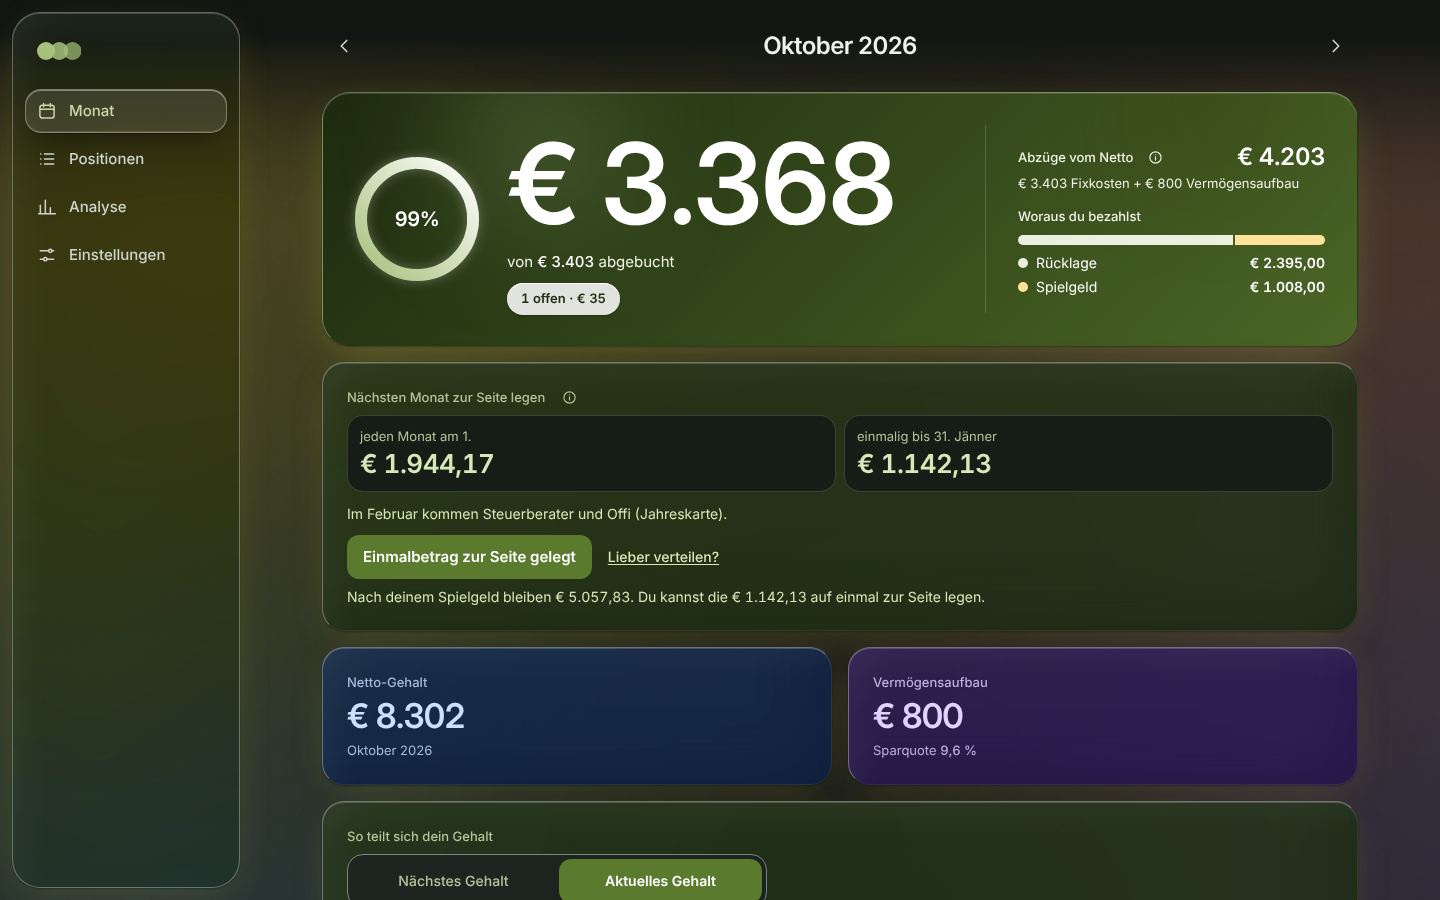 Oktober 2026
Monat
Positionen
Analyse
Einstellungen
99%
€ 3.368
von € 3.403 abgebucht
1 offen · € 35
Abzüge vom Netto
€ 4.203
€ 3.403 Fixkosten + € 800 Vermögensaufbau
Woraus du bezahlst
Rücklage
€ 2.395,00
Spielgeld
€ 1.008,00
Nächsten Monat zur Seite legen
jeden Monat am 1.
€ 1.944,17
einmalig bis 31. Jänner
€ 1.142,13
Im Februar kommen Steuerberater und Offi (Jahreskarte).
Einmalbetrag zur Seite gelegt
Lieber verteilen?
Nach deinem Spielgeld bleiben € 5.057,83. Du kannst die € 1.142,13 auf einmal zur Seite legen.
Netto-Gehalt
€ 8.302
Oktober 2026
Vermögensaufbau
€ 800
Sparquote 9,6 %
So teilt sich dein Gehalt
Nächstes Gehalt
Aktuelles Gehalt